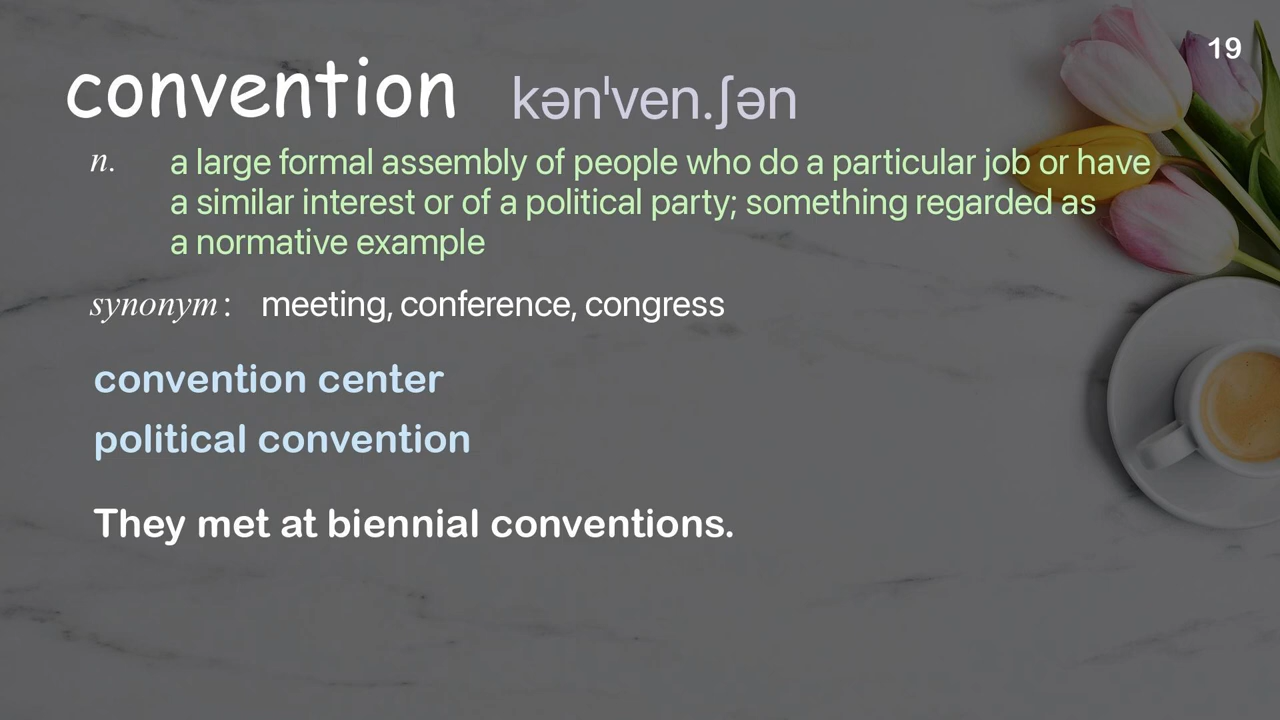 19
convention kən'ven.ʃən
n. a large formal assembly of people who do a particular job or have
a similar interest or of a political party; something regarded as
a normative example
synonym: meeting, conference, congress
convention center
political convention
They met at biennial conventions.